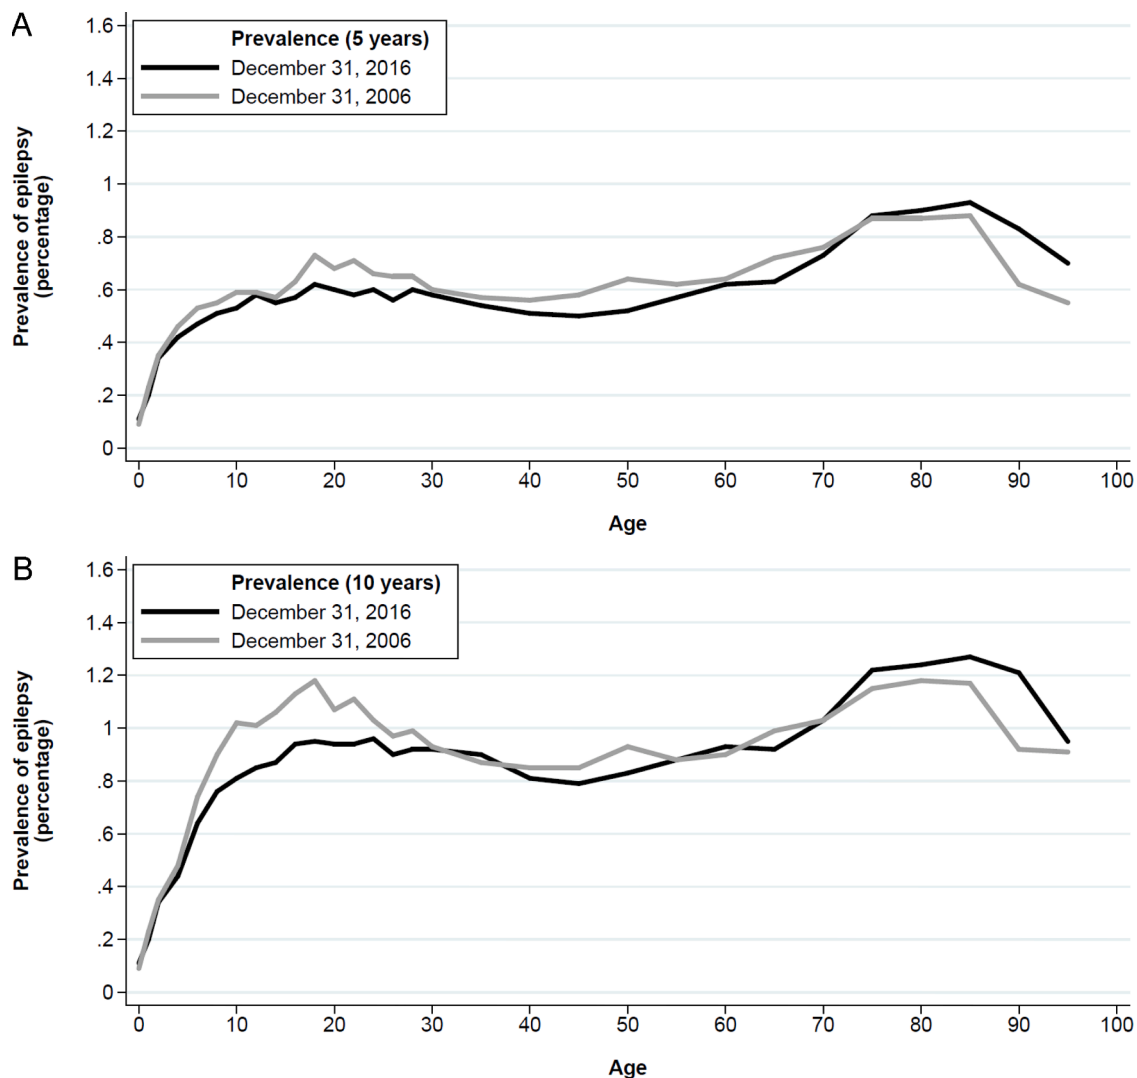 A
Prevalence (5 years)
December 31, 2016
December 31, 2006
Prevalence of epilepsy
(percentage)
1.6
1.4
1.2
1
.8
.6
.4
.2
0
0 10 20 30 40 50 60 70 80 90 100
Age
B
Prevalence (10 years)
December 31, 2016
December 31, 2006
Prevalence of epilepsy
(percentage)
1.6
1.4
1.2
1
.8
.6
.4
.2
0
0 10 20 30 40 50 60 70 80 90 100
Age